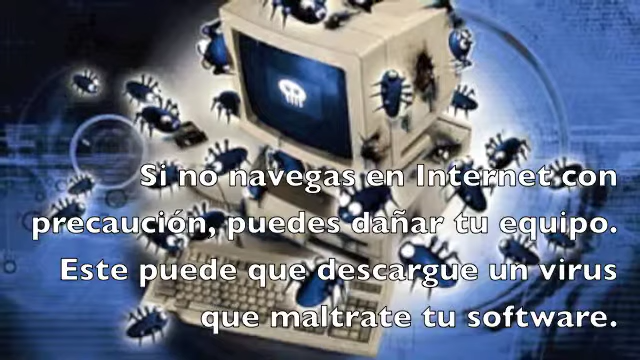 Si no navegas en Internet con
precaución, puedes dañar tu equipo.
Este puede que descargue un virus
que maltrate tu software.